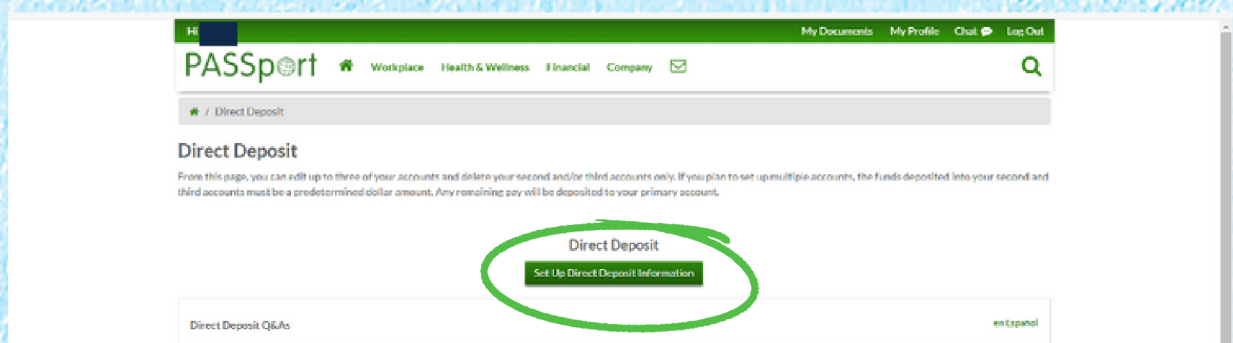 Hi
My Documents My Profile Chat Log Out
PASSport Workplace Health & Wellness Financial Company
/ Direct Deposit
Direct Deposit
From this page, you can edit up to three of your accounts and delete your second and/or third accounts only. If you plan to set up multiple accounts, the funds deposited into your second and
third accounts must be a predetermined dollar amount. Any remaining pay will be deposited to your primary account.
Direct Deposit
Set Up Direct Deposit Information
Direct Deposit Q&As
en Español